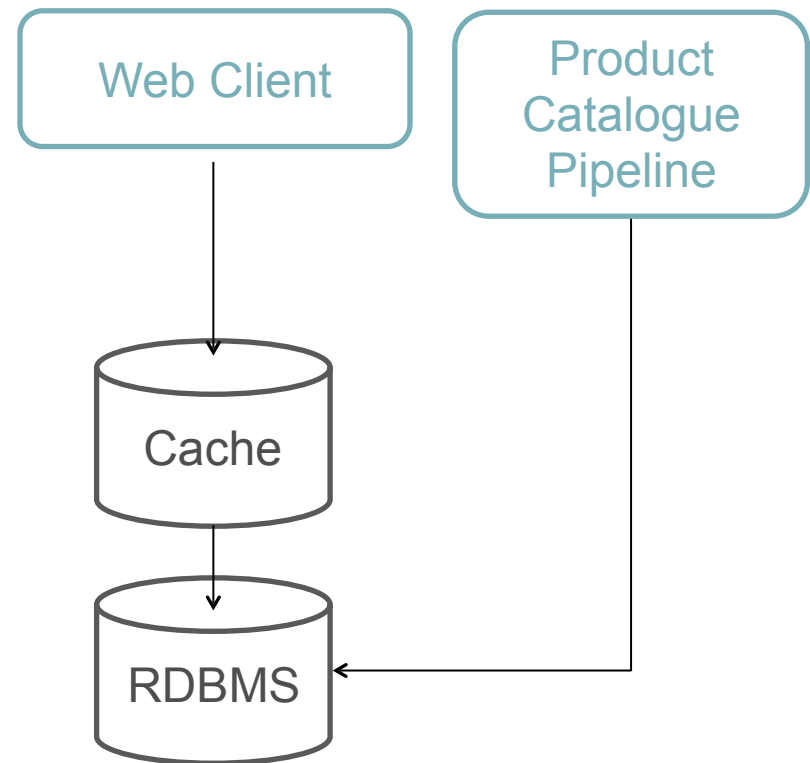 Web Client
Product
Catalogue
Pipeline
Cache
RDBMS